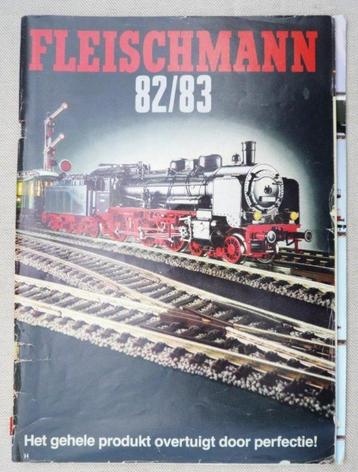 FLEISCHMANN
82/83
Het gehele produkt overtuigt door perfectie!
H